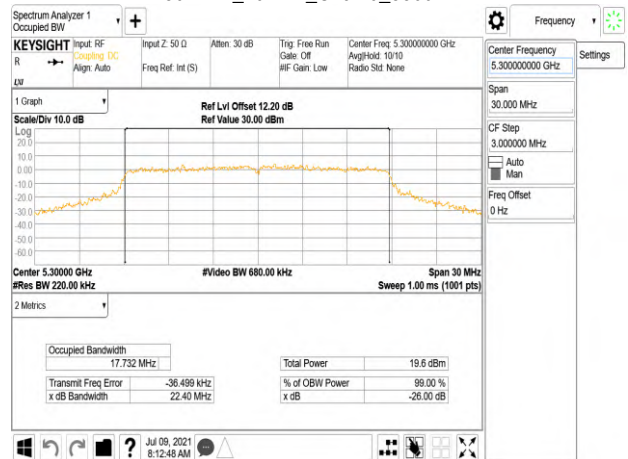 Spectrum Analyzer 1
Occupied BW
Frequency
KEYSIGHT
Input: RF
Coupling: DC
Align: Auto
Input Z: 50 Ω
Freq Ref: Int (S)
Atten: 30 dB
Trig: Free Run
Gate: Off
#IF Gain: Low
Center Freq: 5.300000000 GHz
Avg|Hold: 10/10
Radio Std: None
R
LXI
Center Frequency
5.300000000 GHz
Settings
Span
30.000 MHz
CF Step
3.000000 MHz
Auto
Man
Freq Offset
0 Hz
1 Graph
Scale/Div 10.0 dB
Ref Lvl Offset 12.20 dB
Ref Value 30.00 dBm
Log
20.0
10.0
0.00
-10.0
-20.0
-30.0
-40.0
-50.0
-60.0
Center 5.30000 GHz
#Video BW 680.00 kHz
Span 30 MHz
#Res BW 220.00 kHz
Sweep 1.00 ms (1001 pts)
2 Metrics
Occupied Bandwidth
17.732 MHz
Total Power 19.6 dBm
Transmit Freq Error -36.499 kHz
% of OBW Power 99.00 %
x dB Bandwidth 22.40 MHz
x dB -26.00 dB
?
Jul 09, 2021
8:12:48 AM